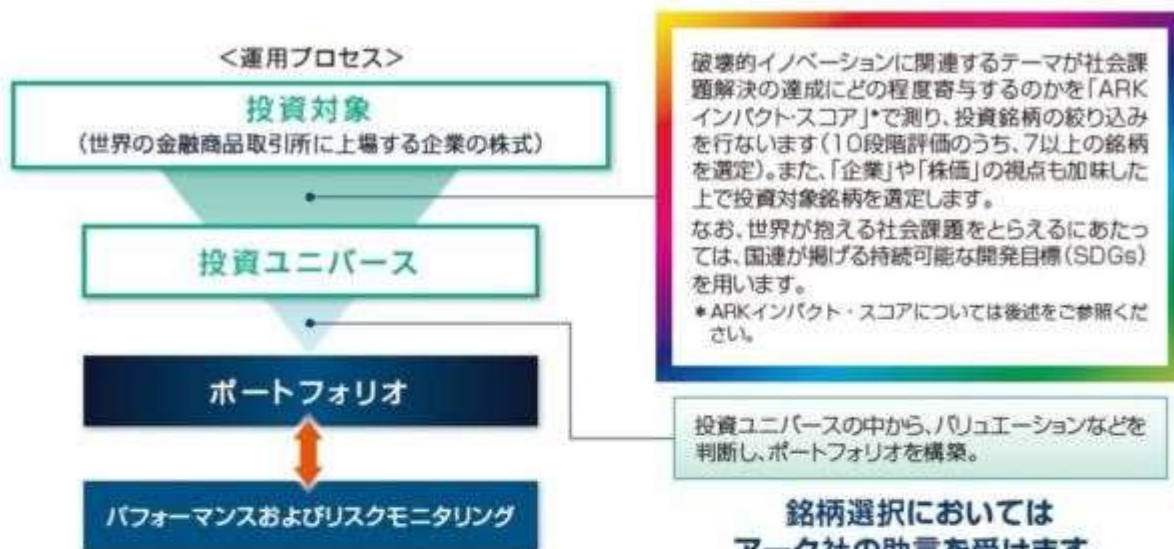 <運用プロセス>
投資対象
(世界の金融商品取引所に上場する企業の株式)
投資ユニバース
ポートフォリオ
パフォーマンスおよびリスクモニタリング
破壊的イノベーションに関連するテーマが社会課
題解決の達成にどの程度寄与するのかを「ARK
インパクト・スコア」*で測り、投資銘柄の絞り込み
を行ないます(10段階評価のうち、7以上の銘柄
を選定)。また、「企業」や「株価」の視点も加味した
上で投資対象銘柄を選定します。
なお、世界が抱える社会課題をとらえるにあたっ
ては、国連が掲げる持続可能な開発目標(SDGs)
を用います。
*ARKインパクト・スコアについては後述をご参照くだ
さい。
投資ユニバースの中から、バリュエーションなどを
判断し、ポートフォリオを構築。
銘柄選択においては
アーク社の助言を受けます